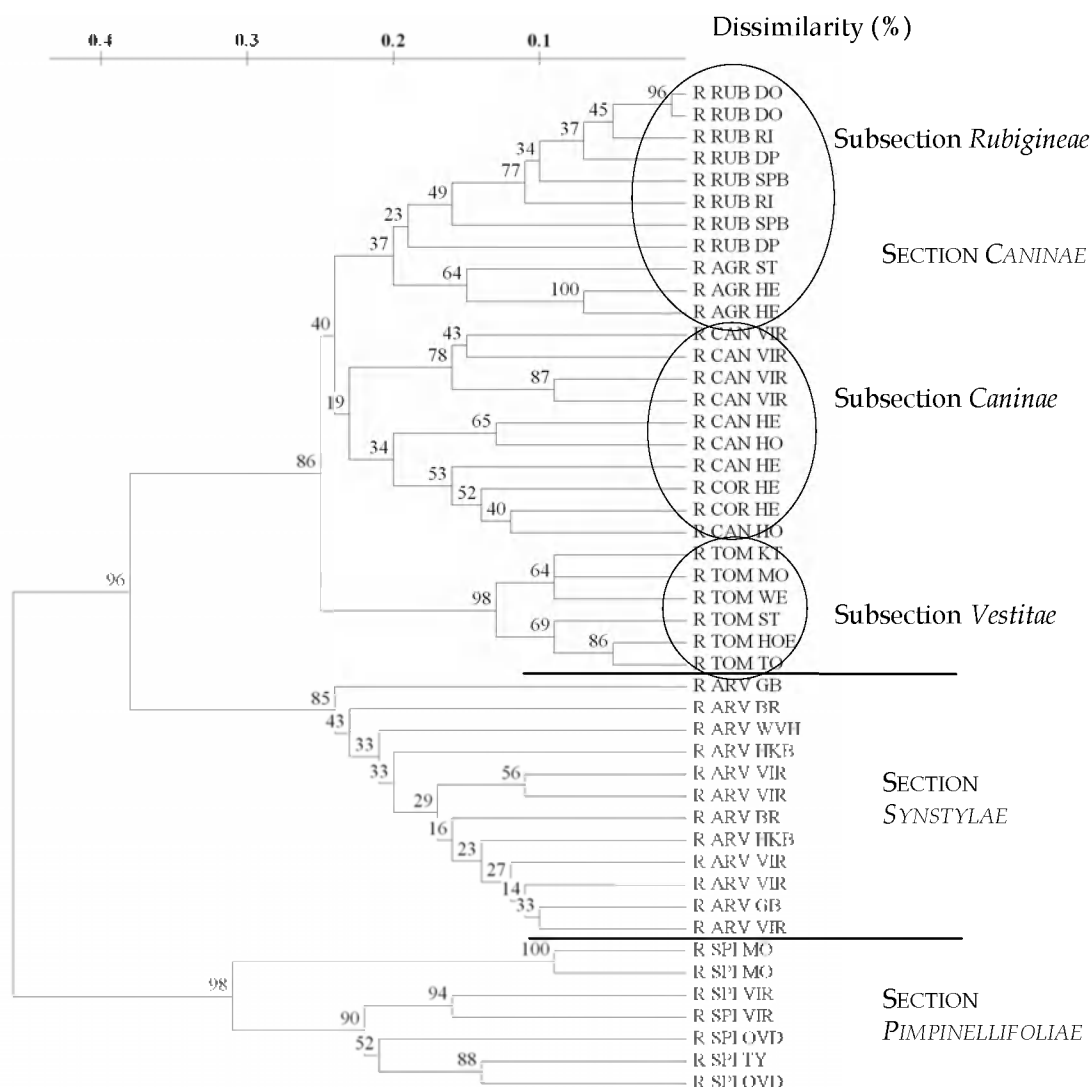 Dissimilarity (%)
0.4 0.3 0.2 0.1
96 R RUB DO
R RUB DO
45 R RUB RI
37 R RUB DP
Subsection Rubigineae
34 R RUB SPB
77 R RUB RI
49 R RUB SPB
23 R RUB DP
SECTION CANINAE
37
64 R AGR ST
100 R AGR HE
R AGR HE
40
43 R CAN VIR
R CAN VIR
78
87 R CAN VIR
R CAN VIR
Subsection Caninae
19
65 R CAN HE
R CAN HO
34
53 R CAN HE
52 R COR HE
40 R COR HE
R CAN HO
86
64 R TOM KT
R TOM MO
R TOM WE
98
Subsection Vestitae
69 R TOM ST
86 R TOM HOE
R TOM TO
96
85 R ARV GB
43 R ARV BR
33 R ARV WVH
33 R ARV HKB
56 R ARV VIR
R ARV VIR
SECTION
SYNSTYLAE
29
16 R ARV BR
23 R ARV HKB
27 R ARV VIR
14 R ARV VIR
33 R ARV GB
R ARV VIR
100 R SPI MO
R SPI MO
98
94 R SPI VIR
R SPI VIR
SECTION
PIMPINELLIFOLIAE
90
52 R SPI OVD
88 R SPI TY
R SPI OVD